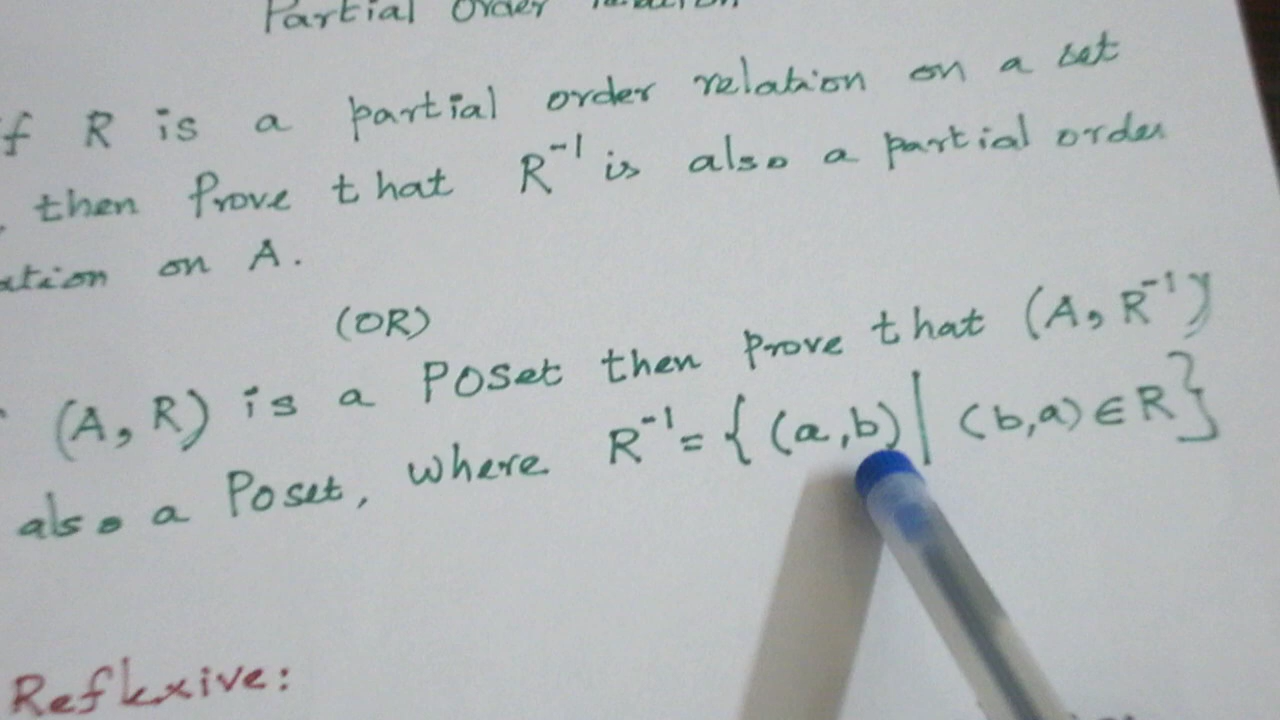 Partial Order
f R is a partial order relation on a set
then Prove that R⁻¹ is also a partial order
ation on A.
(OR)
(A, R) is a Poset then prove that (A, R⁻¹)
also a Poset, where R⁻¹ = { (a,b) | (b,a) ∈ R }
Reflexive: